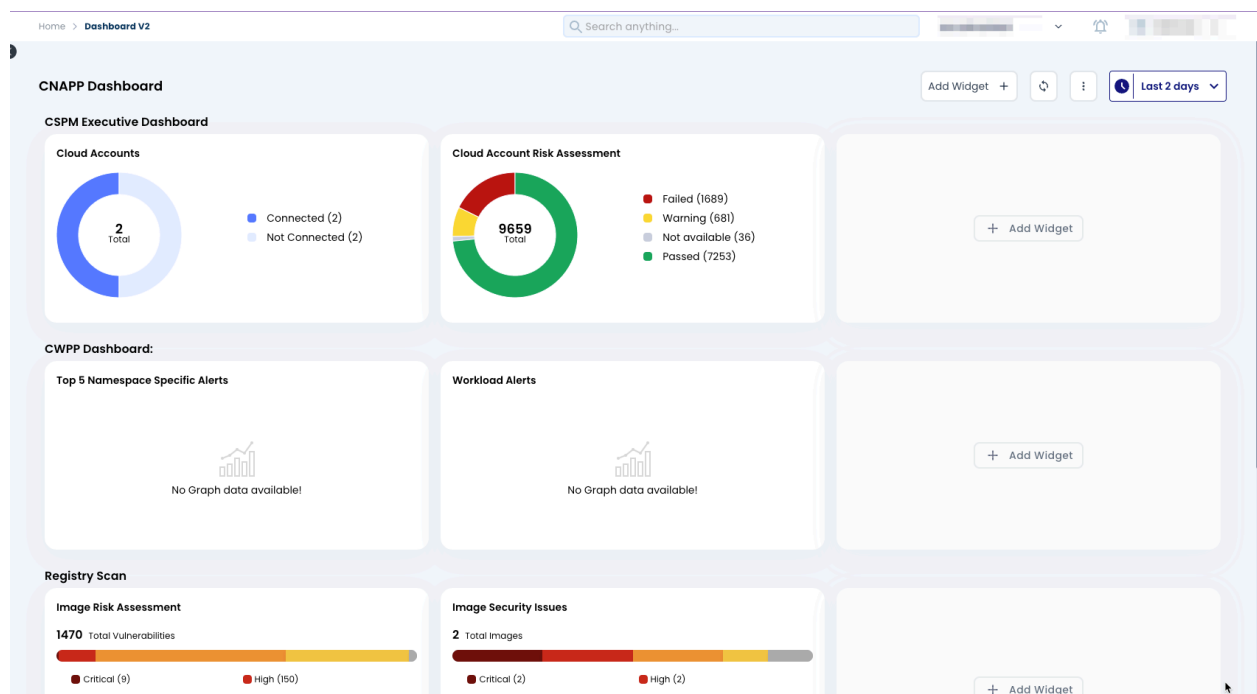 Home > Dashboard V2
Search anything...
CNAPP Dashboard
Add Widget +
Last 2 days
CSPM Executive Dashboard
Cloud Accounts
2
Total
Connected (2)
Not Connected (2)
Cloud Account Risk Assessment
9659
Total
Failed (1689)
Warning (681)
Not available (36)
Passed (7253)
+ Add Widget
CWPP Dashboard:
Top 5 Namespace Specific Alerts
No Graph data available!
Workload Alerts
No Graph data available!
+ Add Widget
Registry Scan
Image Risk Assessment
1470 Total Vulnerabilities
Critical (9)
High (150)
Image Security Issues
2 Total Images
Critical (2)
High (2)
+ Add Widget